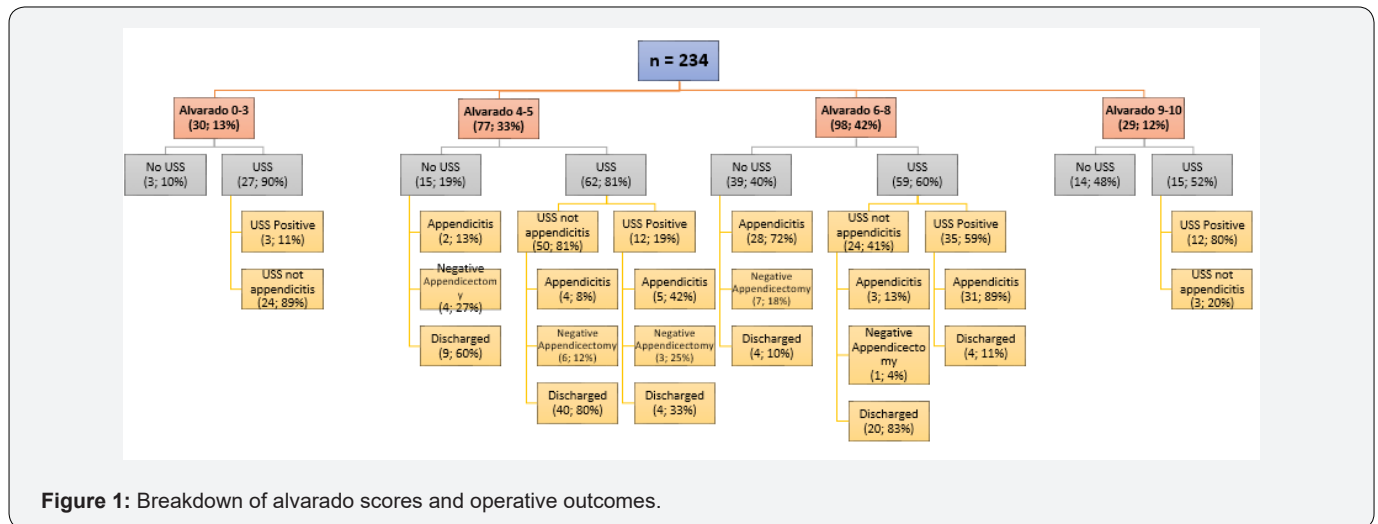 n = 234
Alvarado 0-3
(30; 13%)
Alvarado 4-5
(77; 33%)
Alvarado 6-8
(98; 42%)
Alvarado 9-10
(29; 12%)
No USS
(3; 10%)
USS
(27; 90%)
No USS
(15; 19%)
USS
(62; 81%)
No USS
(39; 40%)
USS
(59; 60%)
No USS
(14; 48%)
USS
(15; 52%)
USS Positive
(3; 11%)
USS not
appendicitis
(24; 89%)
Appendicitis
(2; 13%)
Negative
Appendicectom
y
(4; 27%)
Discharged
(9; 60%)
USS not
appendicitis
(50; 81%)
Appendicitis
(4; 8%)
Negative
Appendicectomy
(6; 12%)
Discharged
(40; 80%)
USS Positive
(12; 19%)
Appendicitis
(5; 42%)
Negative
Appendicectomy
(3; 25%)
Discharged
(4; 33%)
Appendicitis
(28; 72%)
Negative
Appendicectomy
(7; 18%)
Discharged
(4; 10%)
USS not
appendicitis
(24; 41%)
Appendicitis
(3; 13%)
Negative
Appendicecto
my
(1; 4%)
Discharged
(20; 83%)
USS Positive
(35; 59%)
Appendicitis
(31; 89%)
Discharged
(4; 11%)
USS Positive
(12; 80%)
USS not
appendicitis
(3; 20%)
Figure 1: Breakdown of alvarado scores and operative outcomes.